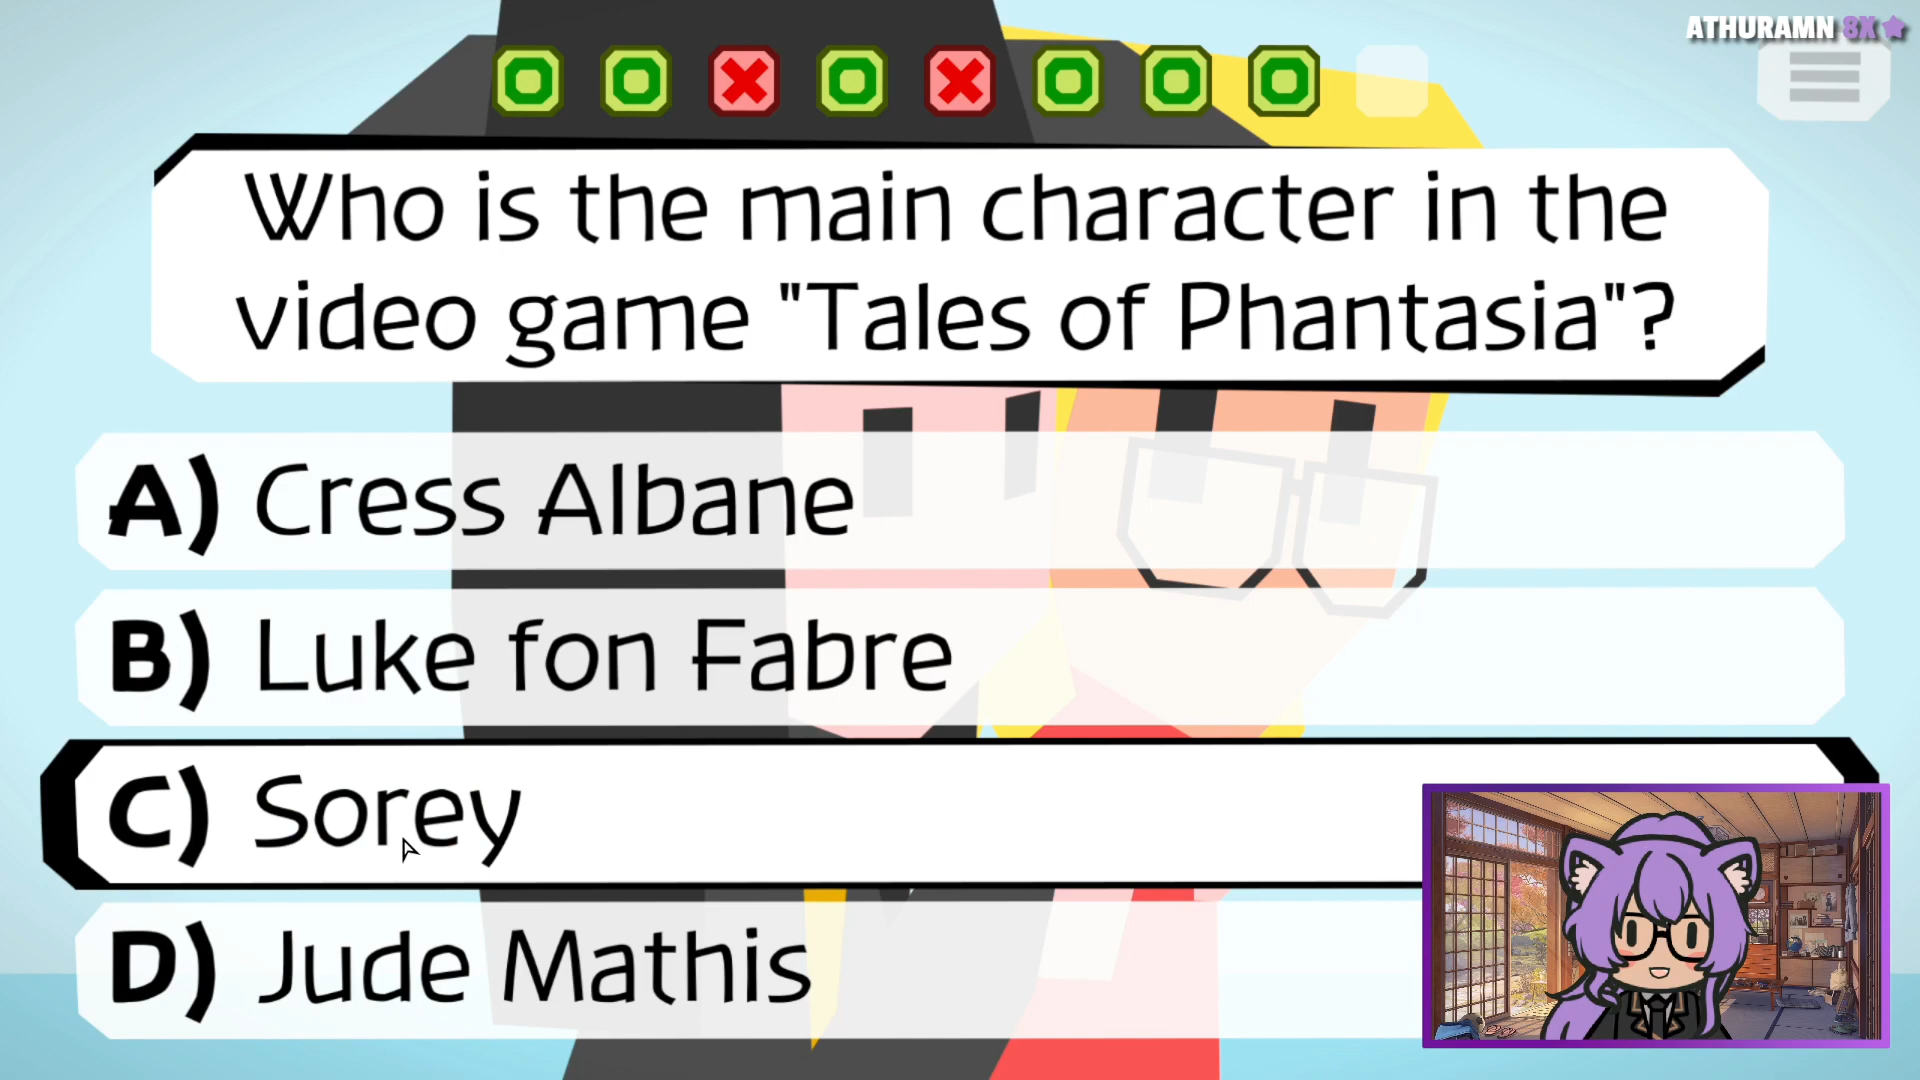 ATHURAMN 8X
Who is the main character in the
video game "Tales of Phantasia"?
A) Cress Albane
B) Luke fon Fabre
C) Sorey
D) Jude Mathis